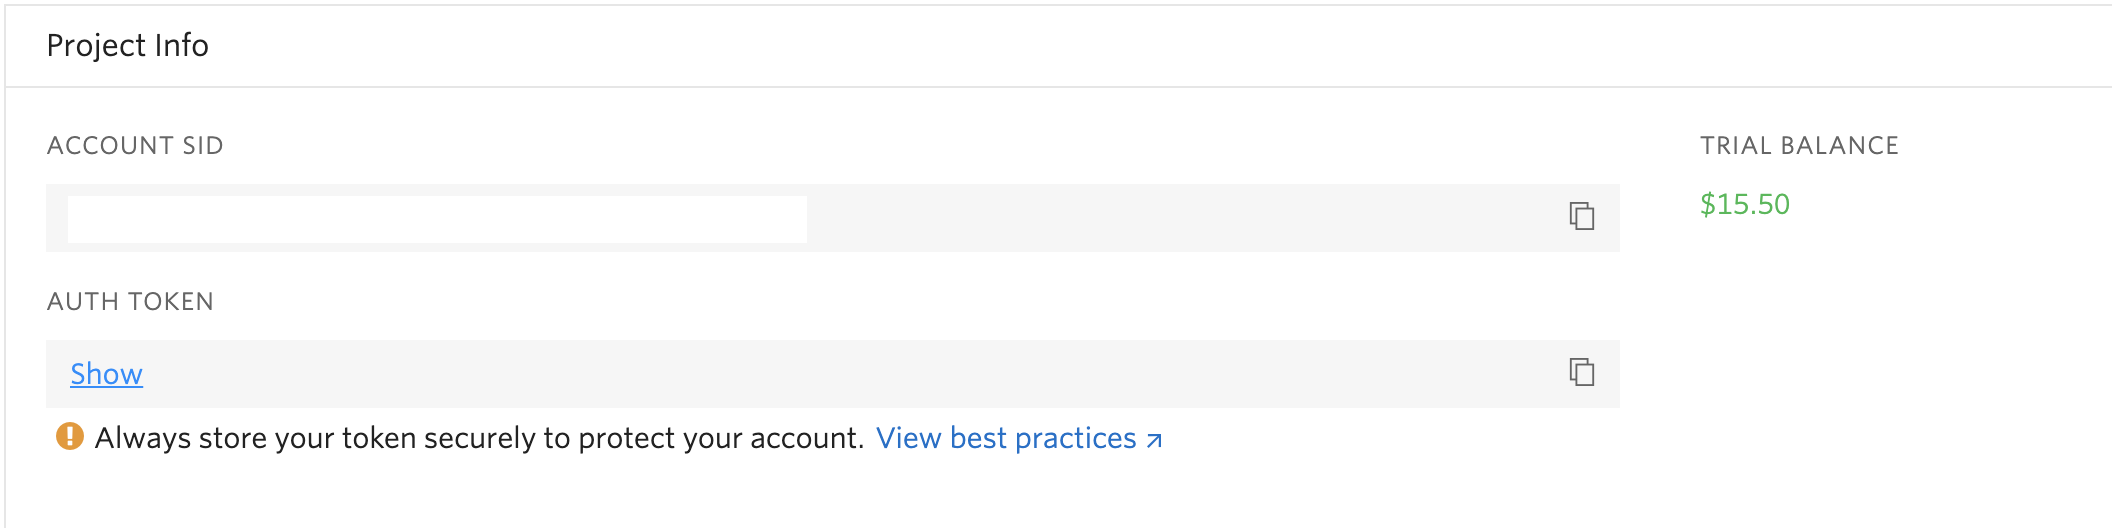 Project Info
ACCOUNT SID
TRIAL BALANCE
$15.50
AUTH TOKEN
Show
Always store your token securely to protect your account. View best practices ↗